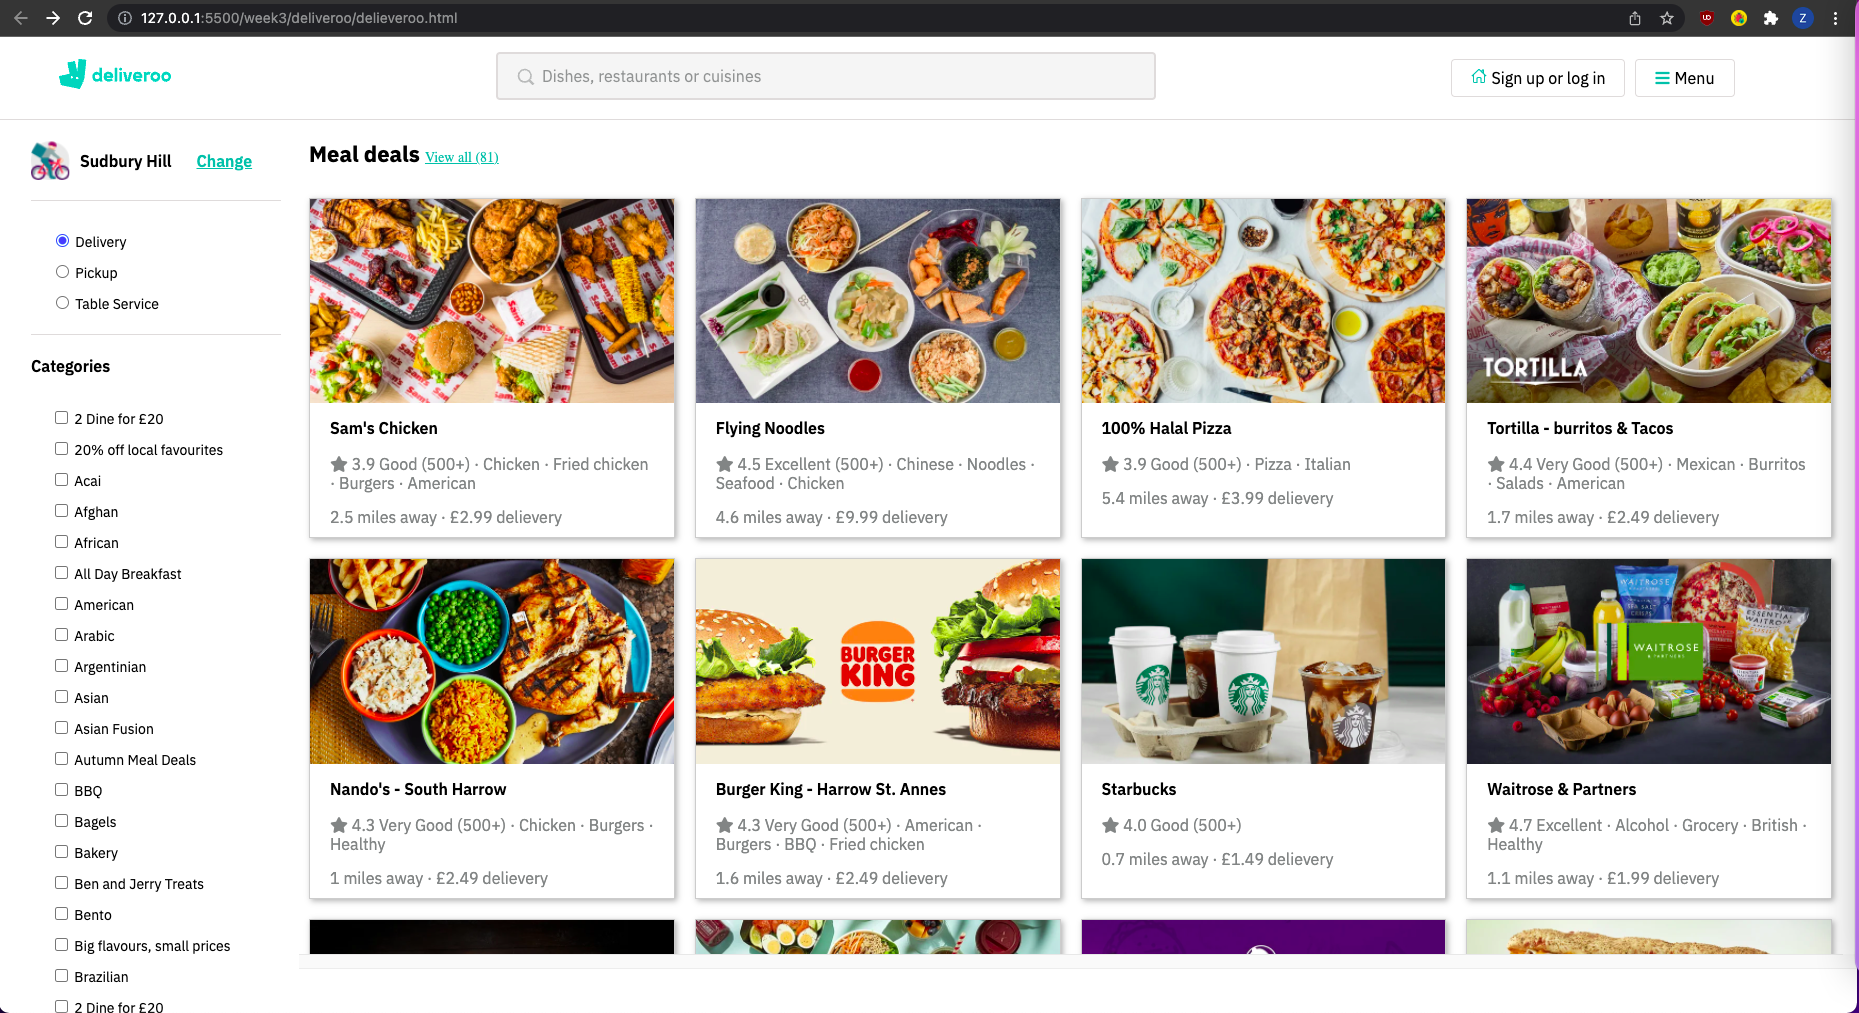 127.0.0.1:5500/week3/deliveroo/delieveroo.html
Z
deliveroo
Dishes, restaurants or cuisines
Sign up or log in
Menu
Sudbury Hill Change
Delivery
Pickup
Table Service
Categories
2 Dine for £20
20% off local favourites
Acai
Afghan
African
All Day Breakfast
American
Arabic
Argentinian
Asian
Asian Fusion
Autumn Meal Deals
BBQ
Bagels
Bakery
Ben and Jerry Treats
Bento
Big flavours, small prices
Brazilian
2 Dine for £20
Meal deals View all (81)
Sam's Chicken
3.9 Good (500+) · Chicken · Fried chicken
· Burgers · American
2.5 miles away · £2.99 delievery
Flying Noodles
4.5 Excellent (500+) · Chinese · Noodles ·
Seafood · Chicken
4.6 miles away · £9.99 delievery
100% Halal Pizza
3.9 Good (500+) · Pizza · Italian
5.4 miles away · £3.99 delievery
TORTILLA
Tortilla - burritos & Tacos
4.4 Very Good (500+) · Mexican · Burritos
· Salads · American
1.7 miles away · £2.49 delievery
Nando's - South Harrow
4.3 Very Good (500+) · Chicken · Burgers ·
Healthy
1 miles away · £2.49 delievery
BURGER
KING
Burger King - Harrow St. Annes
4.3 Very Good (500+) · American ·
Burgers · BBQ · Fried chicken
1.6 miles away · £2.49 delievery
Starbucks
4.0 Good (500+)
0.7 miles away · £1.49 delievery
WAITROSE
SEA SALT
CRISPS
ESSENTIAL
WAITROSE
WAITROSE
& PARTNERS
Waitrose & Partners
4.7 Excellent · Alcohol · Grocery · British ·
Healthy
1.1 miles away · £1.99 delievery